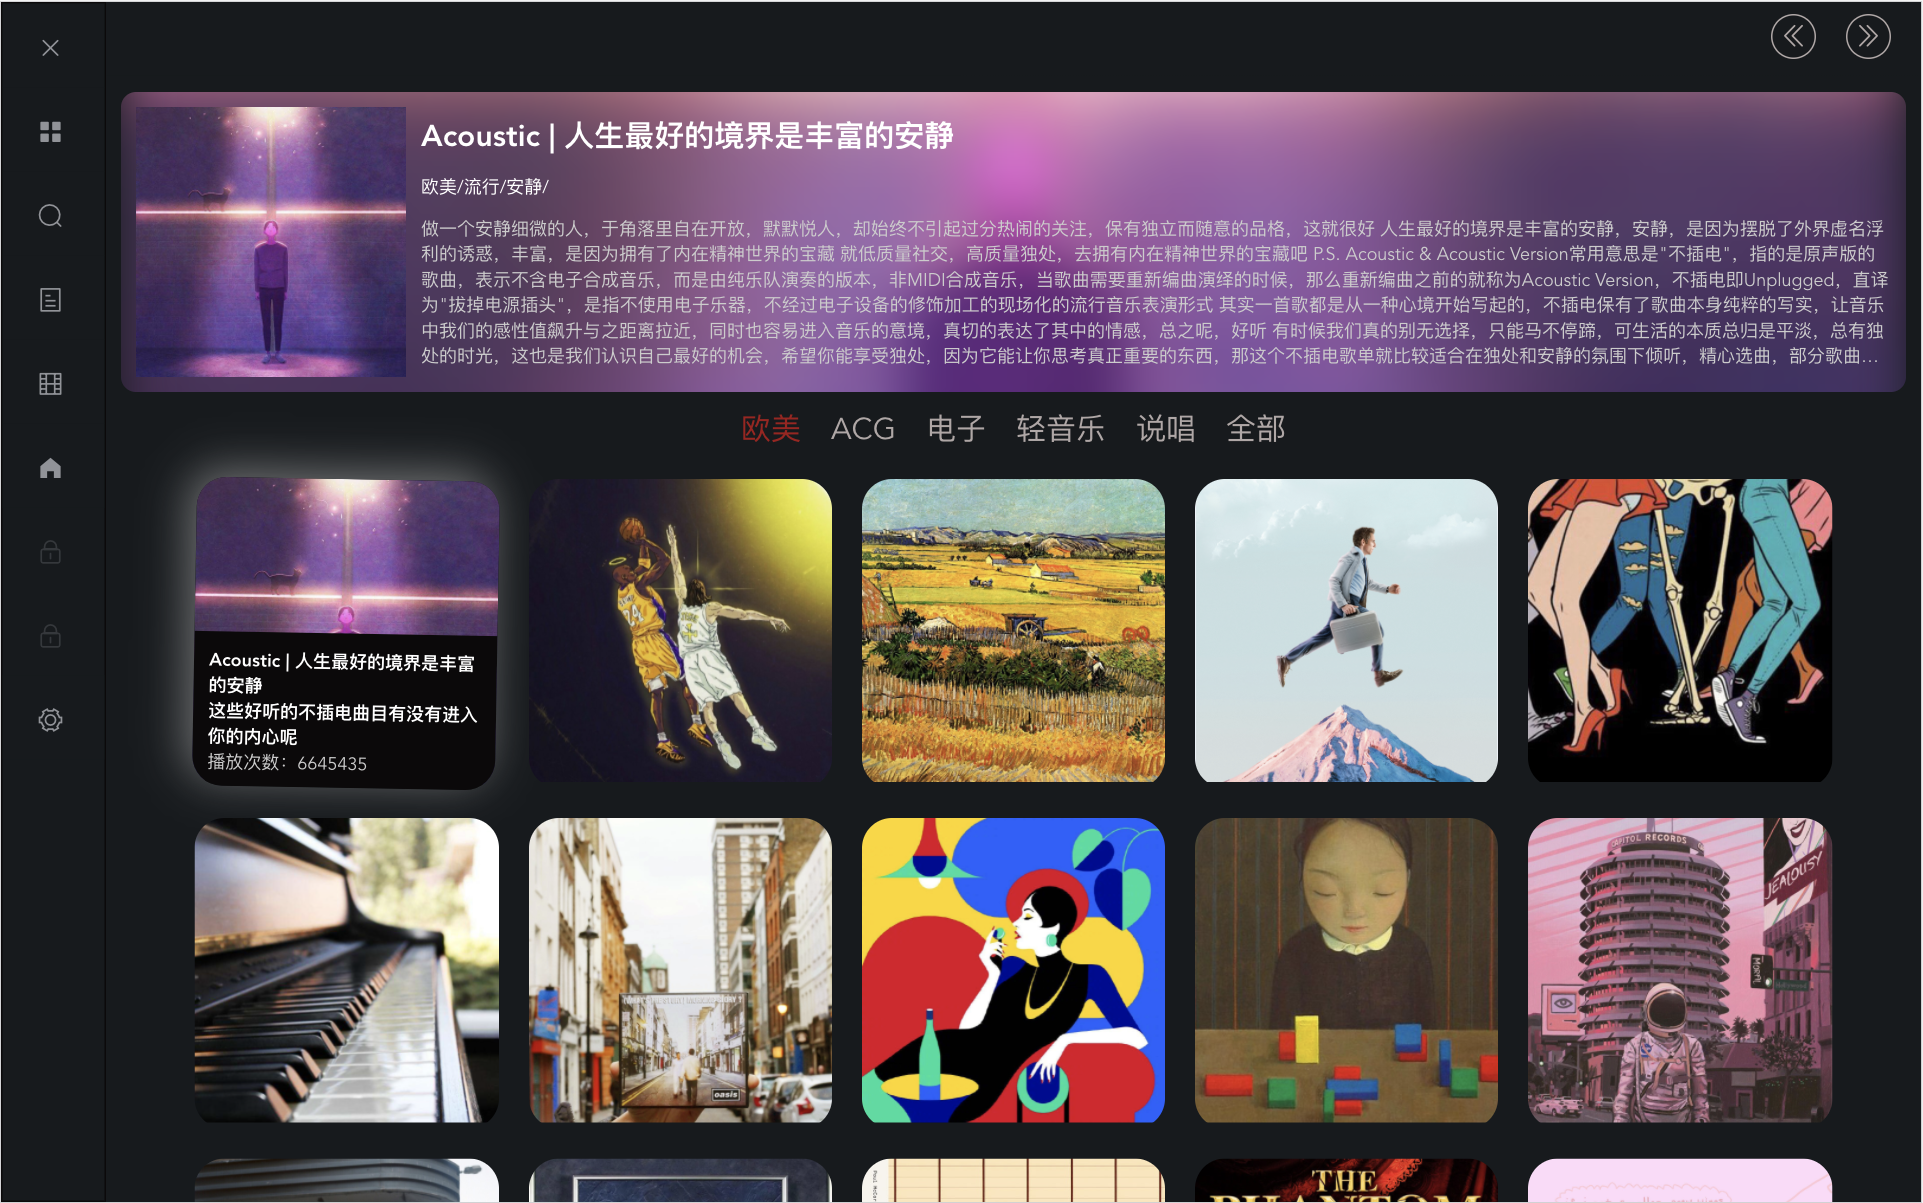 Acoustic | 人生最好的境界是丰富的安静
欧美/流行/安静/
做一个安静细微的人，于角落里自在开放，默默悦人，却始终不引起过分热闹的关注，保有独立而随意的品格，这就很好 人生最好的境界是丰富的安静，安静，是因为摆脱了外界虚名浮
利的诱惑，丰富，是因为拥有了内在精神世界的宝藏 就低质量社交，高质量独处，去拥有内在精神世界的宝藏吧 P.S. Acoustic & Acoustic Version常用意思是"不插电"，指的是原声版的
歌曲，表示不含电子合成音乐，而是由纯乐队演奏的版本，非MIDI合成音乐，当歌曲需要重新编曲演绎的时候，那么重新编曲之前的就称为Acoustic Version，不插电即Unplugged，直译
为"拔掉电源插头"，是指不使用电子乐器，不经过电子设备的修饰加工的现场化的流行音乐表演形式 其实一首歌都是从一种心境开始写起的，不插电保有了歌曲本身纯粹的写实，让音乐
中我们的感性值飙升与之距离拉近，同时也容易进入音乐的意境，真切的表达了其中的情感，总之呢，好听 有时候我们真的别无选择，只能马不停蹄，可生活的本质总归是平淡，总有独
处的时光，这也是我们认识自己最好的机会，希望你能享受独处，因为它能让你思考真正重要的东西，那这个不插电歌单就比较适合在独处和安静的氛围下倾听，精心选曲，部分歌曲...
欧美 ACG 电子 轻音乐 说唱 全部
Acoustic | 人生最好的境界是丰富
的安静
这些好听的不插电曲目有没有进入
你的内心呢
播放次数：6645435
24
oasis
CAPITOL RECORDS
JEALOUSY
THE
PHANTOM